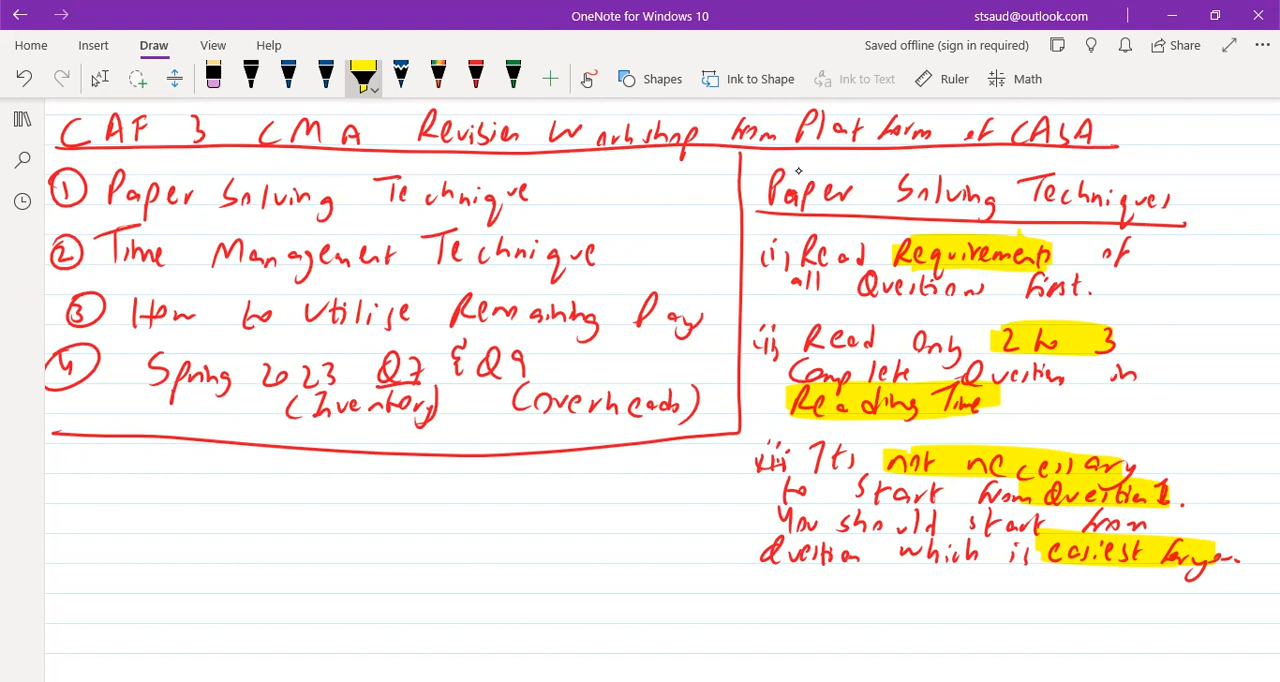 OneNote for Windows 10
stsaud@outlook.com
Home Insert Draw View Help
Saved offline (sign in required) Share
Shapes Ink to Shape Ink to Text Ruler Math
CAF 3 CMA Revision Workshop from Platform of CASA
① Paper Solving Technique
② Time Management Technique
③ How to Utilise Remaining Day
④ Spring 2023 Q7 & Q9
(Inventory) (overheads)
Paper Solving Techniques
(i) Read Requirements of
all Questions first.
ii) Read Only 2 to 3
Complete Question in
Reading Time
iii Its not necessary
to start from Question 1.
You should start from
Question which is easiest for you.